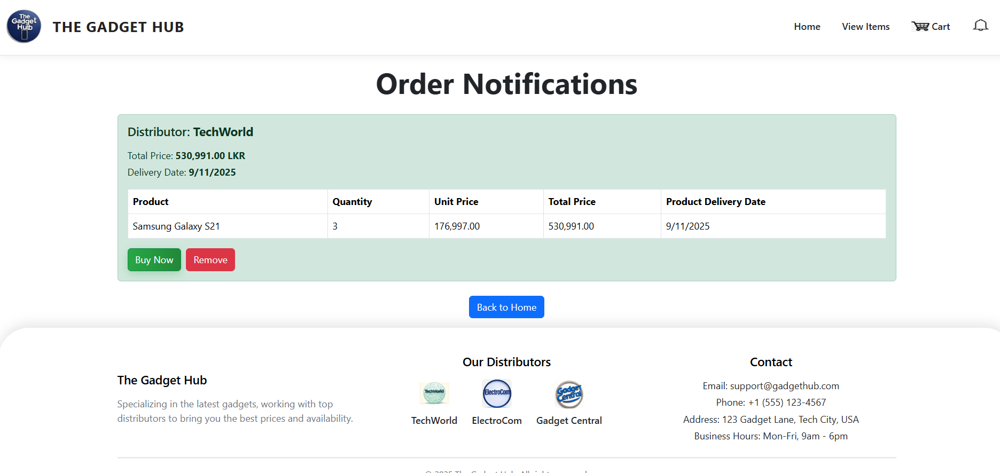 The
Gadget
Hub
THE GADGET HUB
Home
View Items
Cart
Order Notifications
Distributor: TechWorld
Total Price: 530,991.00 LKR
Delivery Date: 9/11/2025
Product Quantity Unit Price Total Price Product Delivery Date
Samsung Galaxy S21 3 176,997.00 530,991.00 9/11/2025
Buy Now Remove
Back to Home
The Gadget Hub
Specializing in the latest gadgets, working with top
distributors to bring you the best prices and availability.
Our Distributors
TechWorld
ElectroCom
Gadget
Central
TechWorld
ElectroCom
Gadget Central
Contact
Email: support@gadgethub.com
Phone: +1 (555) 123-4567
Address: 123 Gadget Lane, Tech City, USA
Business Hours: Mon-Fri, 9am - 6pm